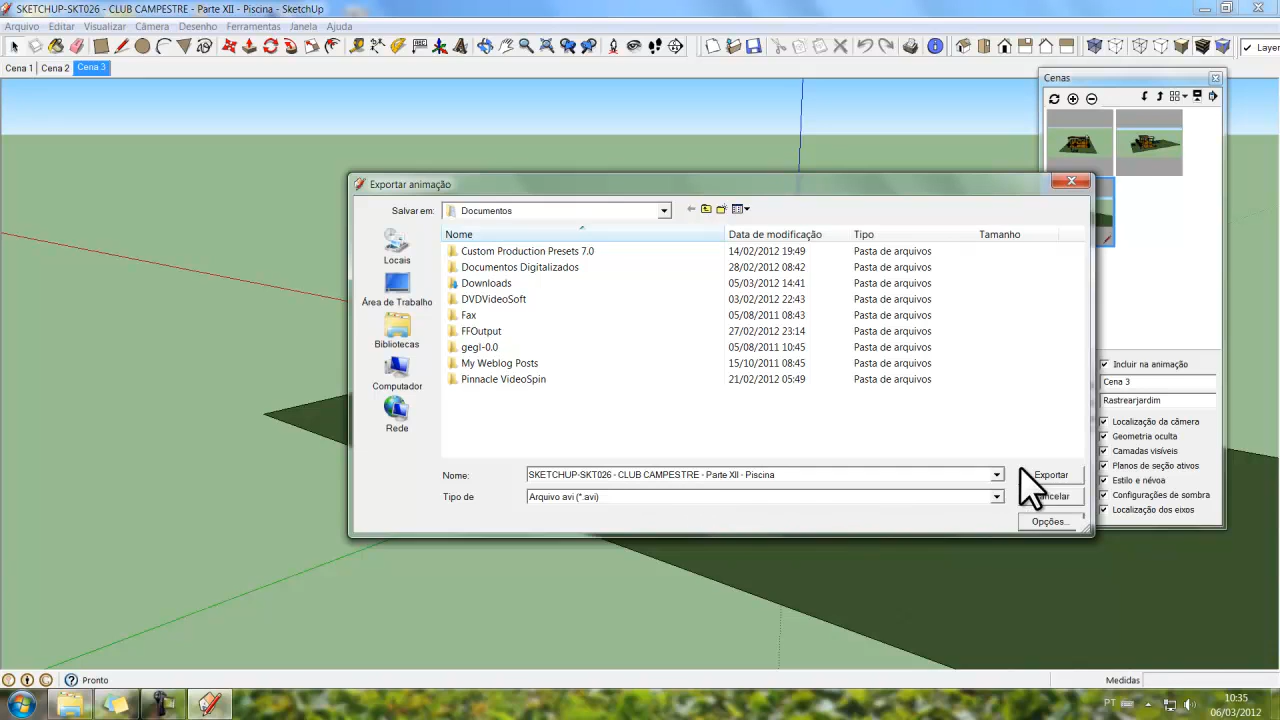 SKETCHUP-SKT026 - CLUB CAMPESTRE - Parte XII - Piscina - SketchUp
Arquivo Editar Visualizar Câmera Desenho Ferramentas Janela Ajuda
Layer
Cena 1 Cena 2 Cena 3
Cenas
Exportar animação
Salvar em: Documentos
Nome Data de modificação Tipo Tamanho
Custom Production Presets 7.0 14/02/2012 19:49 Pasta de arquivos
Documentos Digitalizados 28/02/2012 08:42 Pasta de arquivos
Downloads 05/03/2012 14:41 Pasta de arquivos
DVDVideoSoft 03/02/2012 22:43 Pasta de arquivos
Fax 05/08/2011 08:43 Pasta de arquivos
FFOutput 27/02/2012 23:14 Pasta de arquivos
gegl-0.0 05/08/2011 10:45 Pasta de arquivos
My Weblog Posts 15/10/2011 08:45 Pasta de arquivos
Pinnacle VideoSpin 21/02/2012 05:49 Pasta de arquivos
Locais
Área de Trabalho
Bibliotecas
Computador
Rede
Nome: SKETCHUP-SKT026 - CLUB CAMPESTRE - Parte XII - Piscina Exportar
Tipo de Arquivo avi (*.avi) ncelar
Opções...
Incluir na animação
Cena 3
Rastrearjardim
Localização da câmera
Geometria oculta
Camadas visíveis
Planos de seção ativos
Estilo e névoa
Configurações de sombra
Localização dos eixos
Pronto Medidas
PT 10:35
06/03/2012